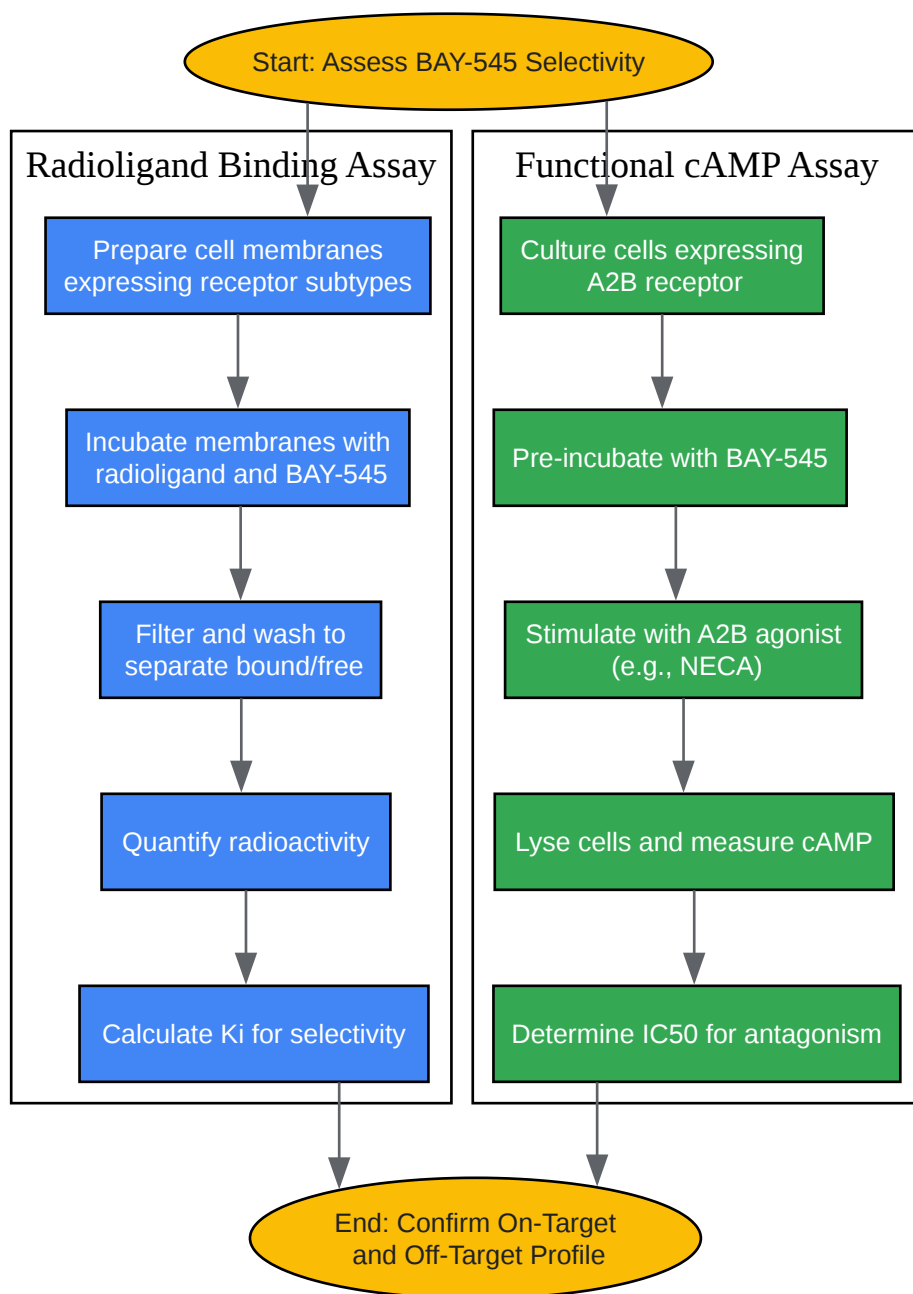 Start: Assess BAY-545 Selectivity
Radioligand Binding Assay
Prepare cell membranes
expressing receptor subtypes
Incubate membranes with
radioligand and BAY-545
Filter and wash to
separate bound/free
Quantify radioactivity
Calculate Ki for selectivity
Functional cAMP Assay
Culture cells expressing
A2B receptor
Pre-incubate with BAY-545
Stimulate with A2B agonist
(e.g., NECA)
Lyse cells and measure cAMP
Determine IC50 for antagonism
End: Confirm On-Target
and Off-Target Profile